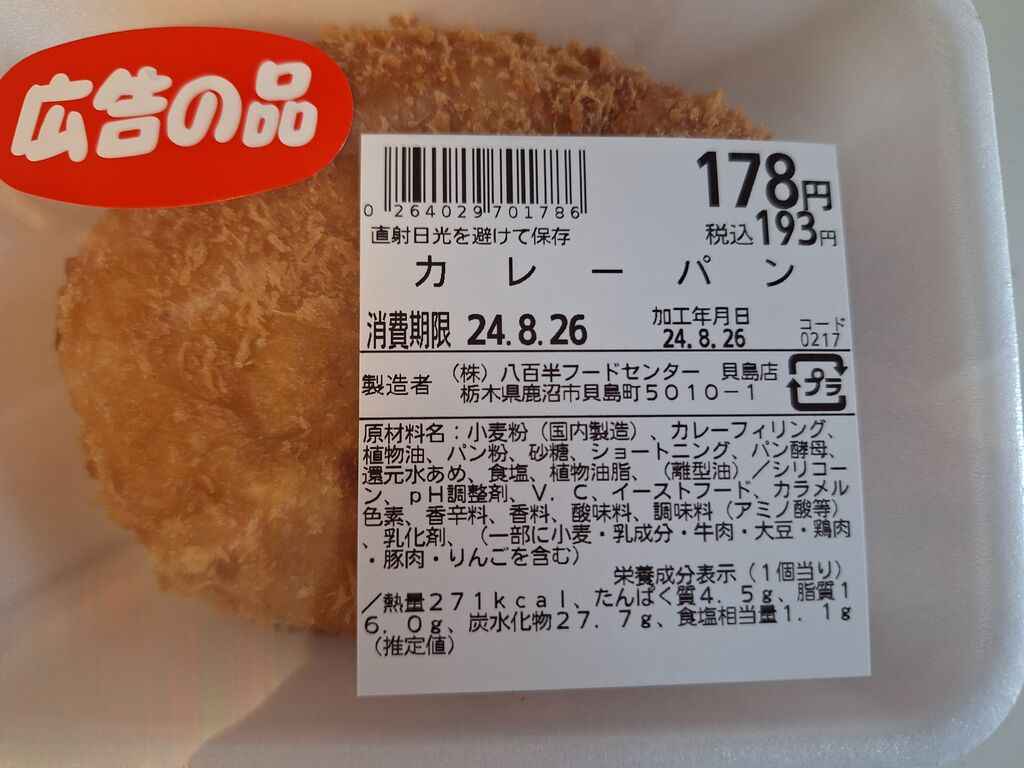 広告の品
178円
0 264029 701786
税込193円
直射日光を避けて保存
カレーパン
消費期限 24.8.26
加工年月日
24.8.26
コード
0217
製造者
(株)八百半フードセンター 貝島店
栃木県鹿沼市貝島町5010-1
プラ
原材料名:小麦粉(国内製造)、カレーフィリング、
植物油、パン粉、砂糖、ショートニング、パン酵母、
還元水あめ、食塩、植物油脂、(離型油)/シリコー
ン、pH調整剤、V.C、イーストフード、カラメル
色素、香辛料、香料、酸味料、調味料(アミノ酸等)
、乳化剤、(一部に小麦・乳成分・牛肉・大豆・鶏肉
・豚肉・りんごを含む)
栄養成分表示(1個当り)
/熱量271kcal、たんぱく質4.5g、脂質1
6.0g、炭水化物27.7g、食塩相当量1.1g
(推定値)